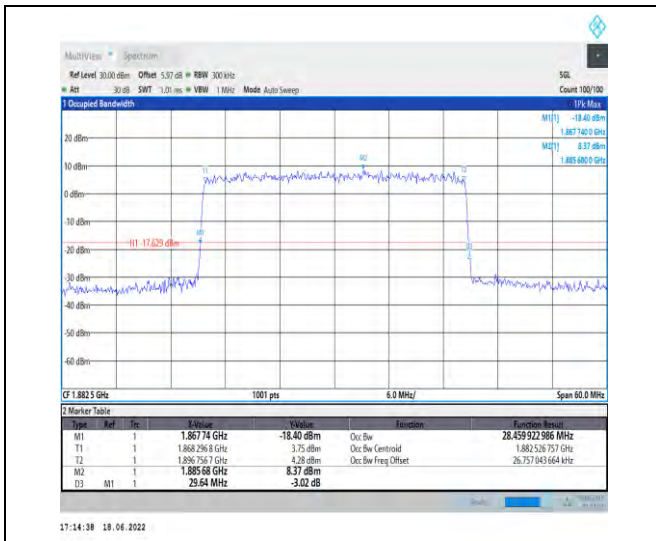 MultiView Spectrum
Ref Level 30.00 dBm Offset 5.97 dB RBW 300 kHz SGL
Att 30 dB SWT 1.01 ms VBW 1 MHz Mode Auto Sweep Count 100/100
1 Occupied Bandwidth 1Pk Max
M1[1] -18.40 dBm
1.867 740 0 GHz
20 dBm
M2[1] 8.37 dBm
1.885 680 0 GHz
M2
10 dBm
T1
T2
0 dBm
-10 dBm
M1
H1 -17.629 dBm
-20 dBm
-30 dBm
-40 dBm
-50 dBm
-60 dBm
CF 1.882 5 GHz 1001 pts 6.0 MHz/ Span 60.0 MHz
2 Marker Table
Type Ref Trc X-Value Y-Value Function Function Result
M1 1 1.867 74 GHz -18.40 dBm Occ Bw 28.459 922 986 MHz
T1 1 1.868 296 8 GHz 3.75 dBm Occ Bw Centroid 1.882 526 757 GHz
T2 1 1.896 756 7 GHz 4.28 dBm Occ Bw Freq Offset 26.757 043 664 kHz
M2 1 1.885 68 GHz 8.37 dBm
D3 M1 1 29.64 MHz -3.02 dB
17:14:38 18.06.2022